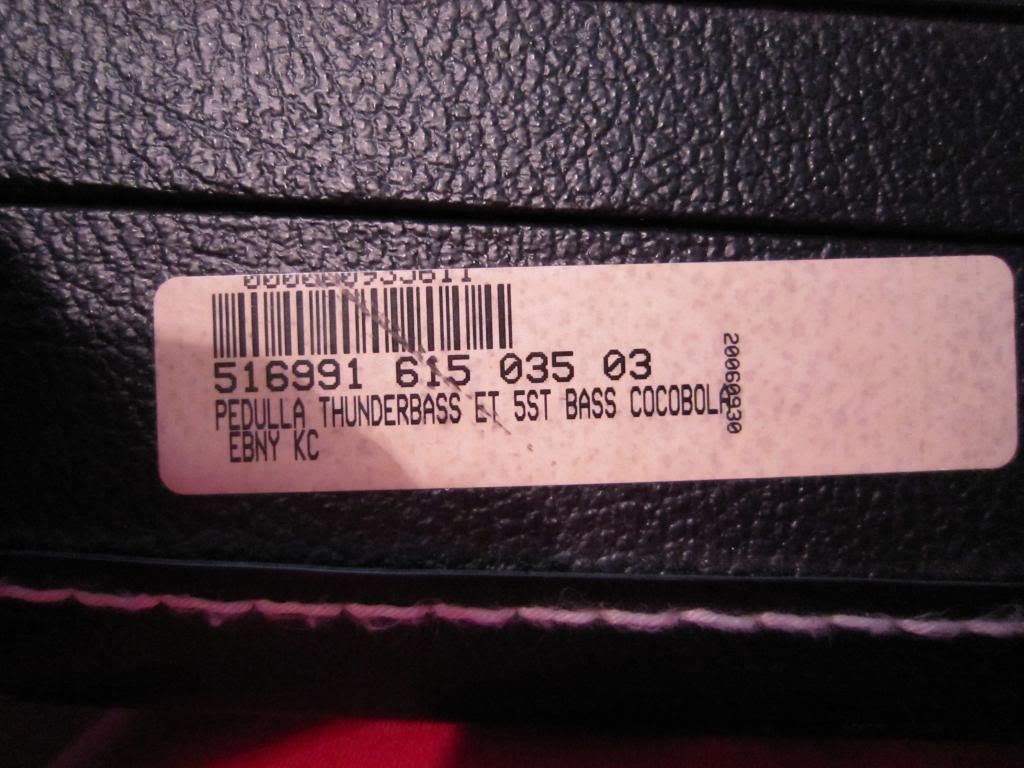 516991 615 035 03
PEDULLA THUNDERBASS ET 5ST BASS COCOBOLA
EBNY KC
20060930